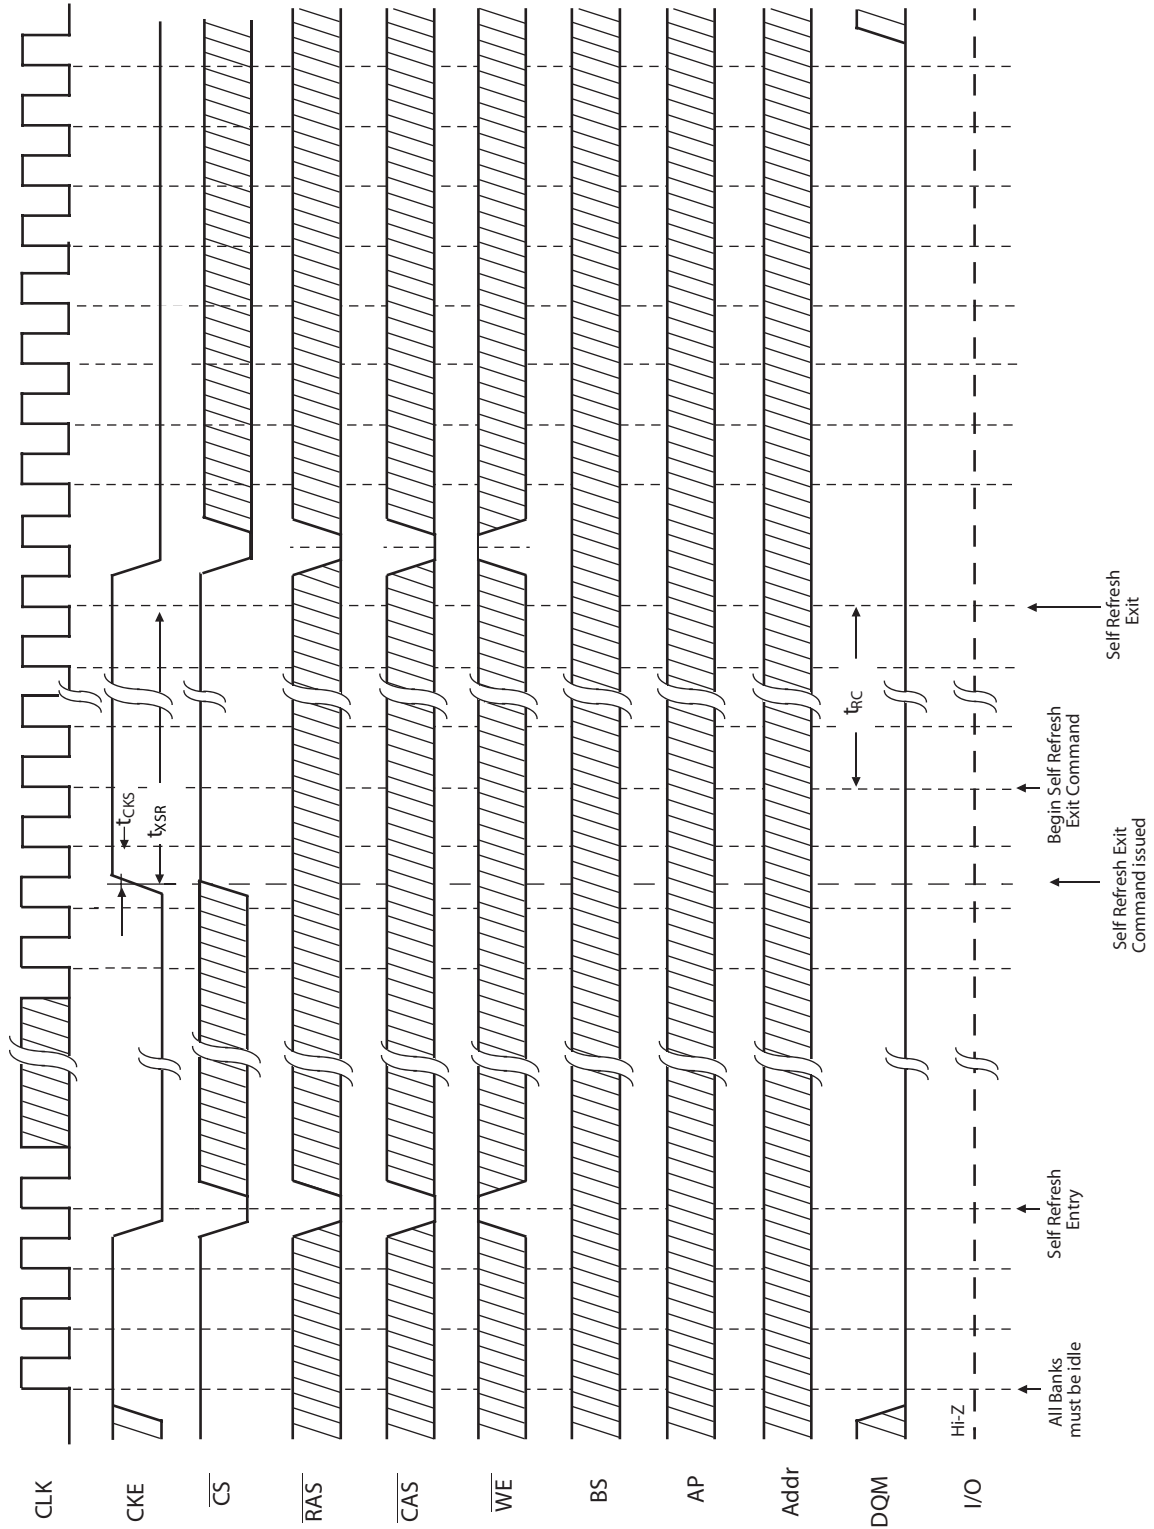 CLK
CKE
CS
RAS
CAS
WE
BS
AP
Addr
DQM
I/O
Hi-Z
tCKS
tXSR
tRC
All Banks
must be idle
Self Refresh
Entry
Self Refresh Exit
Command issued
Begin Self Refresh
Exit Command
Self Refresh
Exit